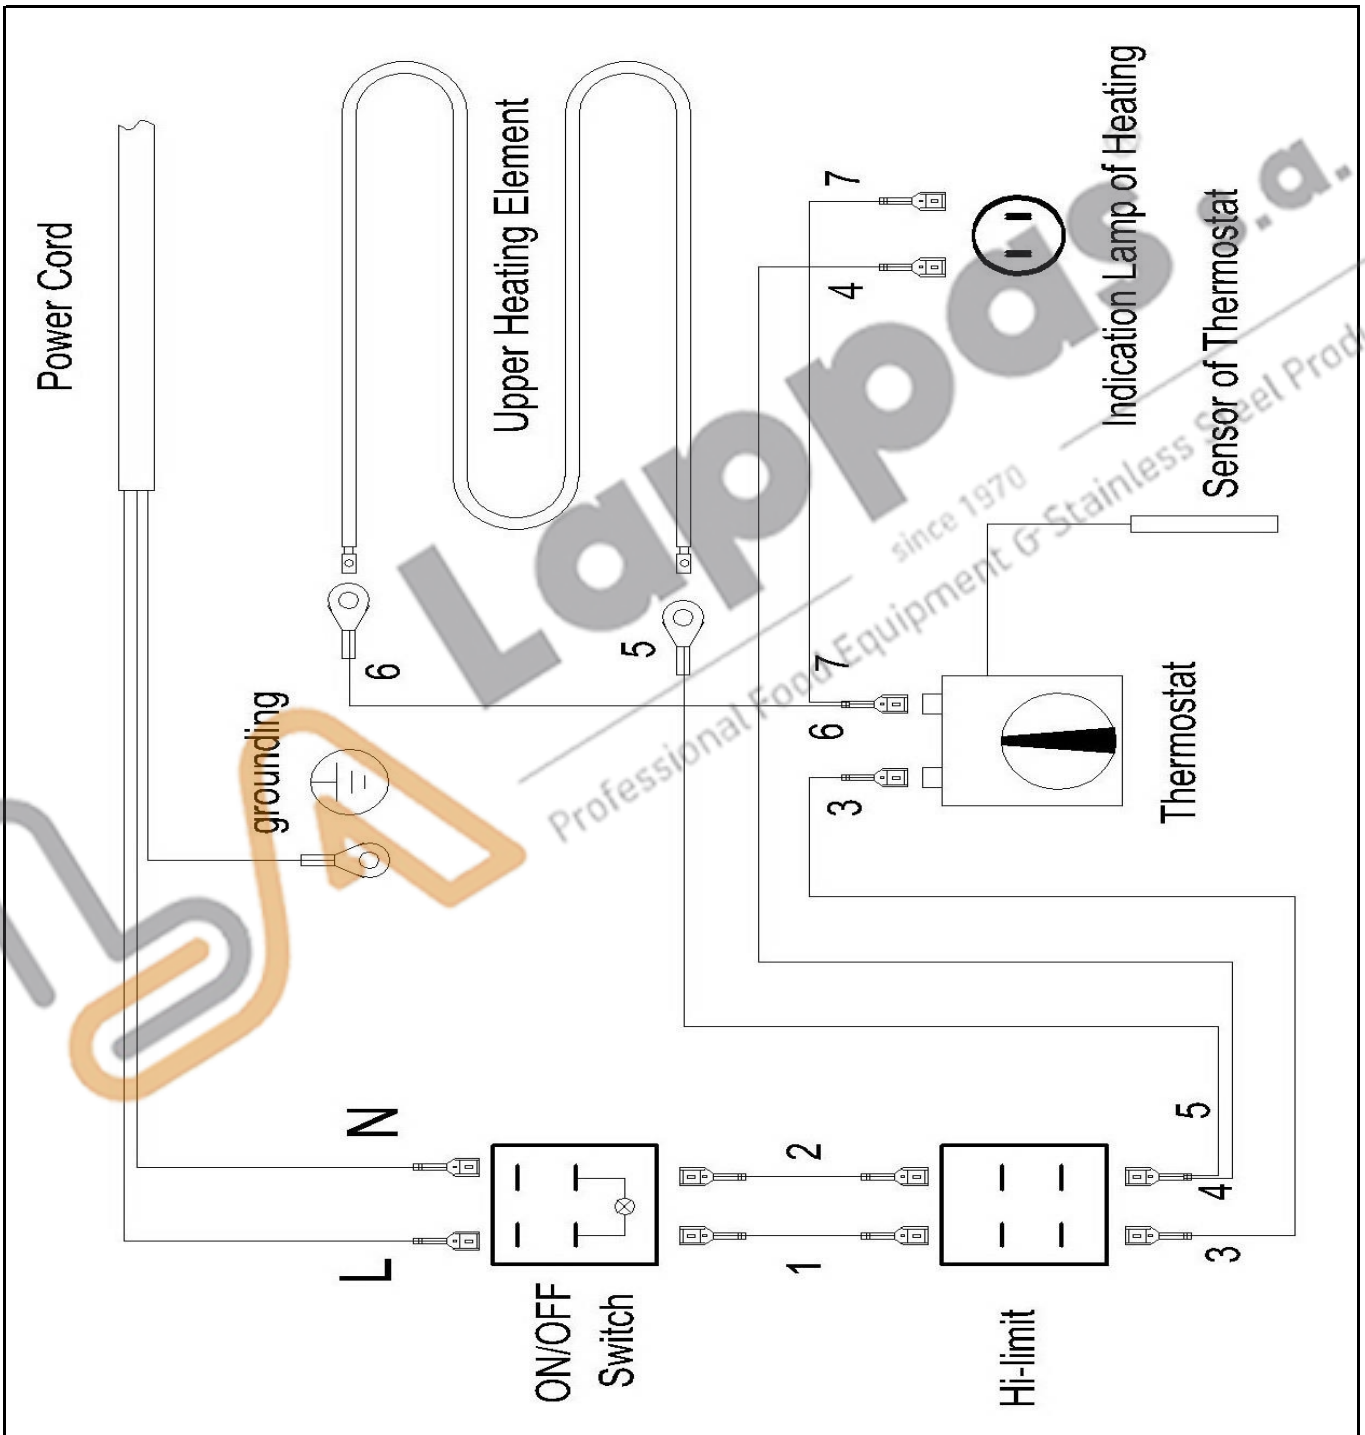 Power Cord
Upper Heating Element
Indication Lamp of Heating
Sensor of Thermostat
grounding
Thermostat
ON/OFF
Switch
Hi-limit
L
N
1
2
3
4
5
6
5
3
6
7
4
7
Lappas s.a.
since 1970
Professional Food Equipment & Stainless Steel